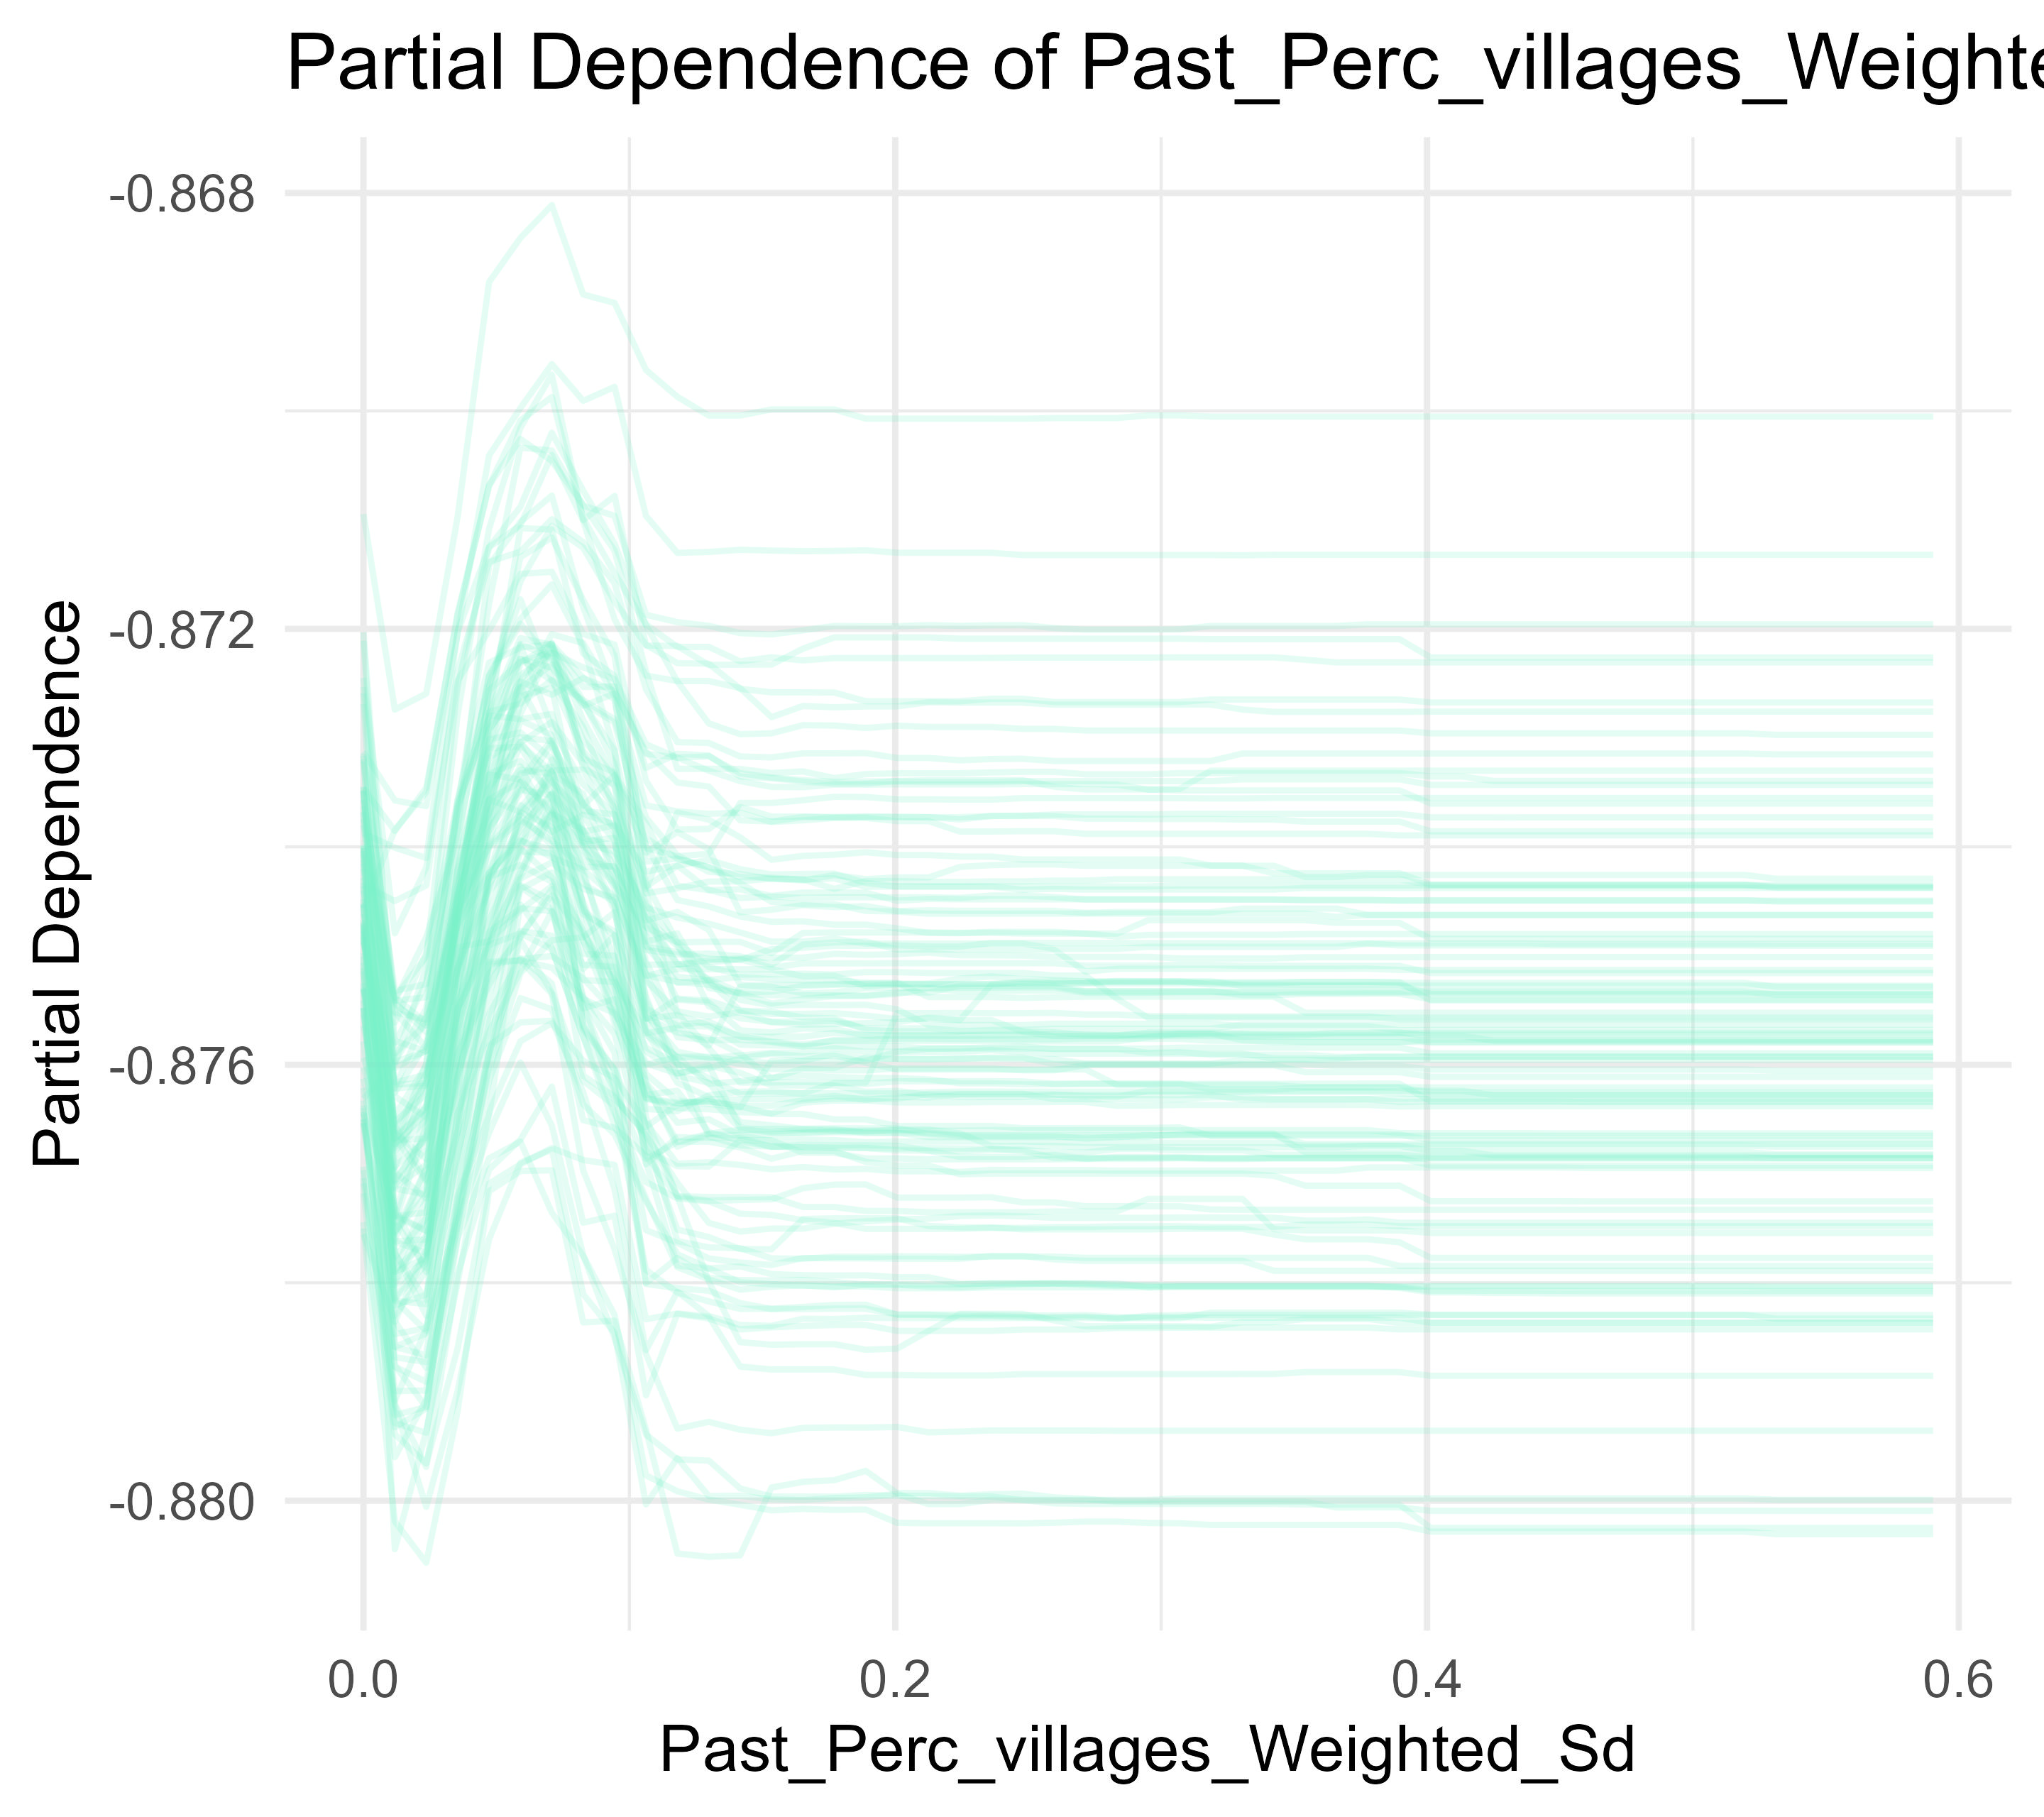 Partial Dependence of Past_Perc_villages_Weighte
-0.868
-0.872
-0.876
-0.880
Partial Dependence
0.0 0.2 0.4 0.6
Past_Perc_villages_Weighted_Sd